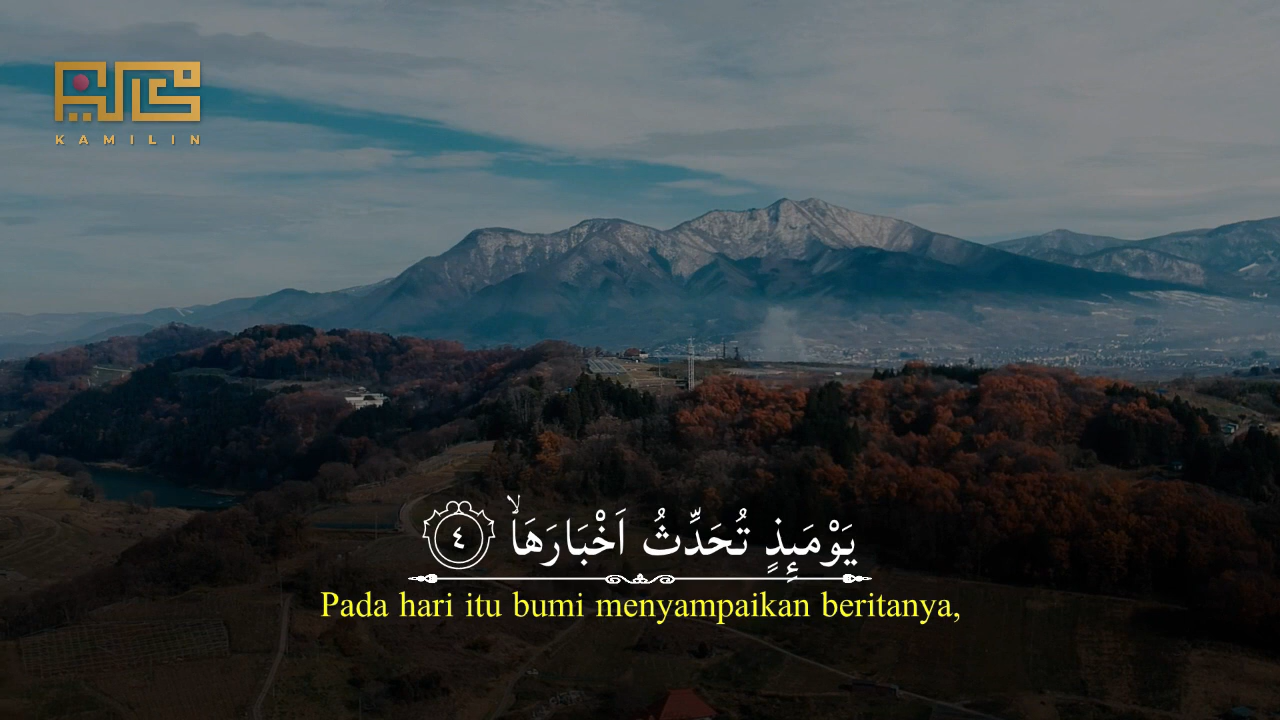 KAMILIN
يَوْمَىِٕذٍ تُحَدِّثُ اَخْبَارَهَاۙ ٤
Pada hari itu bumi menyampaikan beritanya,